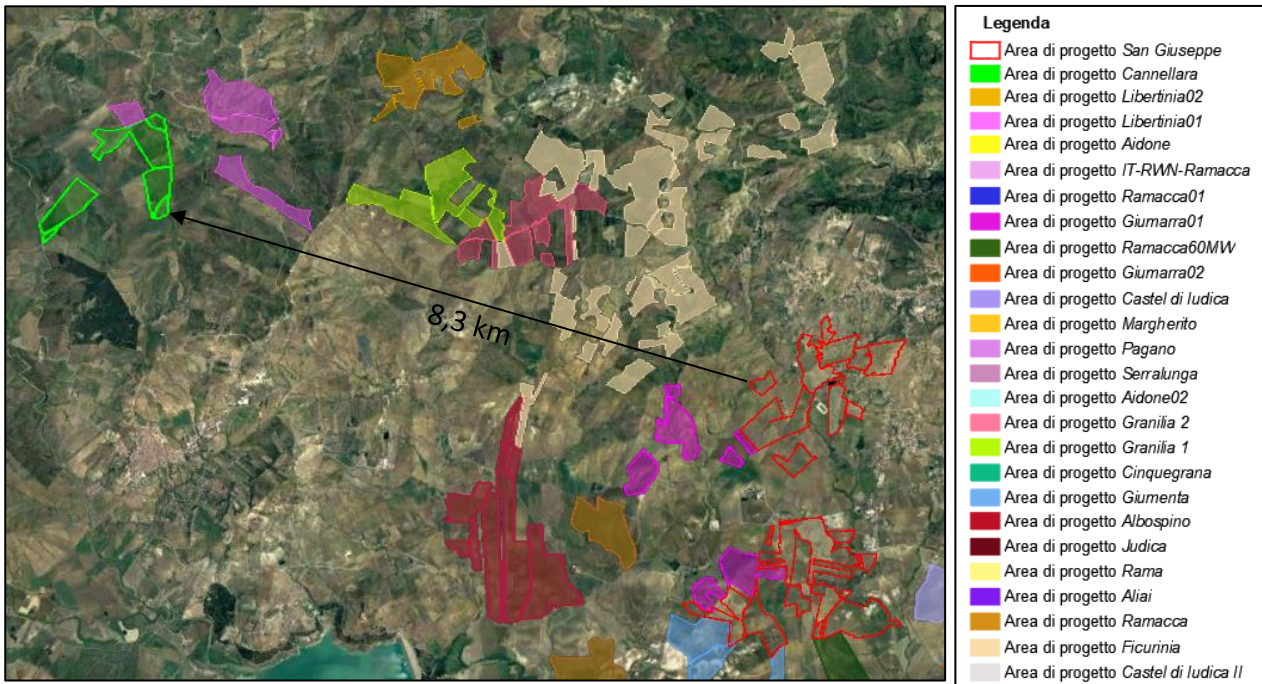 8,3 km
Legenda
Area di progetto San Giuseppe
Area di progetto Cannellara
Area di progetto Libertinia02
Area di progetto Libertinia01
Area di progetto Aidone
Area di progetto IT-RWN-Ramacca
Area di progetto Ramacca01
Area di progetto Giumarra01
Area di progetto Ramacca60MW
Area di progetto Giumarra02
Area di progetto Castel di Iudica
Area di progetto Margherito
Area di progetto Pagano
Area di progetto Serralunga
Area di progetto Aidone02
Area di progetto Granilia 2
Area di progetto Granilia 1
Area di progetto Cinquegrana
Area di progetto Giumenta
Area di progetto Albospino
Area di progetto Judica
Area di progetto Rama
Area di progetto Aliai
Area di progetto Ramacca
Area di progetto Ficurinia
Area di progetto Castel di Iudica II